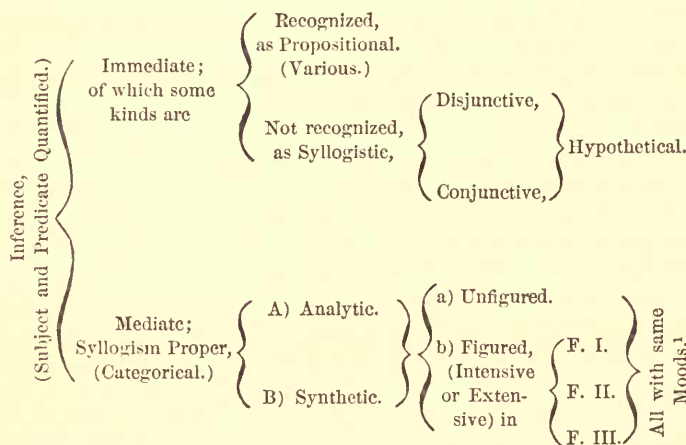 Inference,
(Subject and Predicate Quantified.)
Immediate;
of which some
kinds are
Recognized,
as Propositional.
(Various.)
Not recognized,
as Syllogistic,
Disjunctive,
Conjunctive,
Hypothetical.
Mediate;
Syllogism Proper,
(Categorical.)
A) Analytic.
B) Synthetic.
a) Unfigured.
b) Figured,
(Intensive
or Exten-
sive) in
F. I.
F. II.
F. III.
All with same
Moods.¹